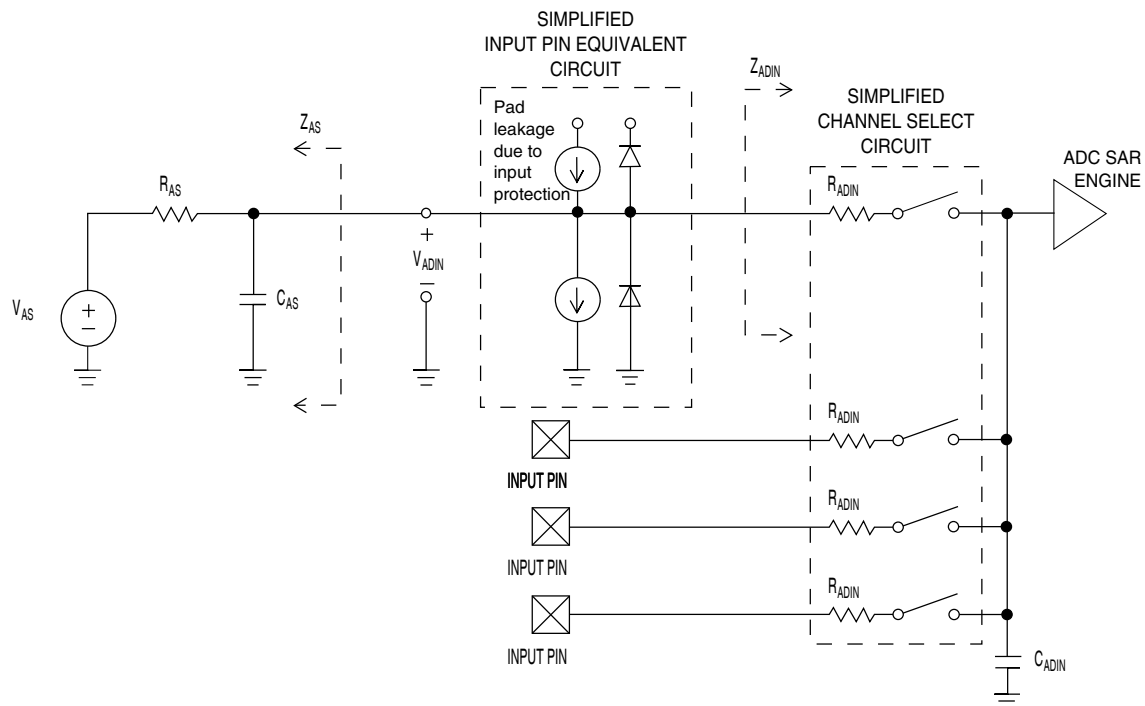 SIMPLIFIED
INPUT PIN EQUIVALENT
CIRCUIT
Z_ADIN
SIMPLIFIED
CHANNEL SELECT
CIRCUIT
Pad
leakage
due to
input
protection
Z_AS
ADC SAR
ENGINE
R_AS
R_ADIN
+
V_ADIN
−
C_AS
V_AS
+
−
R_ADIN
INPUT PIN
R_ADIN
INPUT PIN
R_ADIN
INPUT PIN
C_ADIN